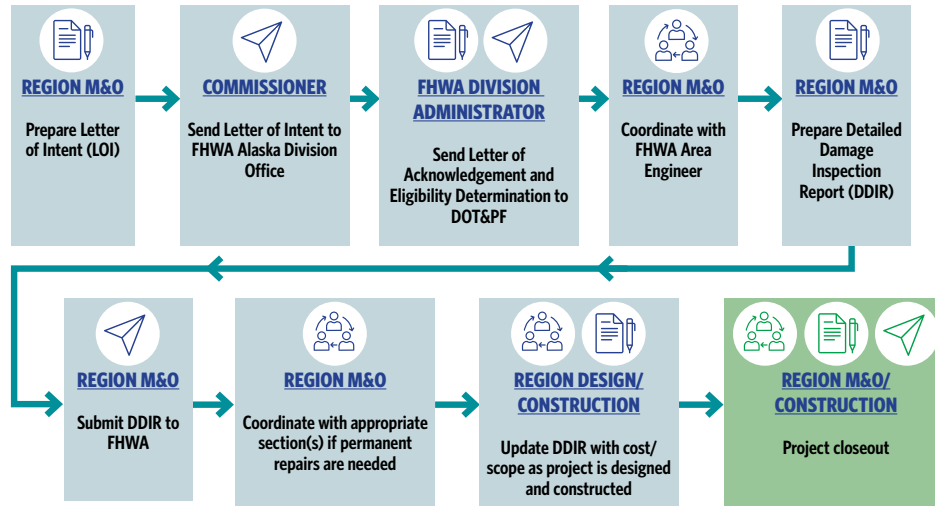 REGION M&O
Prepare Letter
of Intent (LOI)
COMMISSIONER
Send Letter of Intent to
FHWA Alaska Division
Office
FHWA DIVISION
ADMINISTRATOR
Send Letter of
Acknowledgement and
Eligibility Determination to
DOT&PF
REGION M&O
Coordinate with
FHWA Area
Engineer
REGION M&O
Prepare Detailed
Damage
Inspection
Report (DDIR)
REGION M&O
Submit DDIR to
FHWA
REGION M&O
Coordinate with appropriate
section(s) if permanent
repairs are needed
REGION DESIGN/
CONSTRUCTION
Update DDIR with cost/
scope as project is designed
and constructed
REGION M&O/
CONSTRUCTION
Project closeout